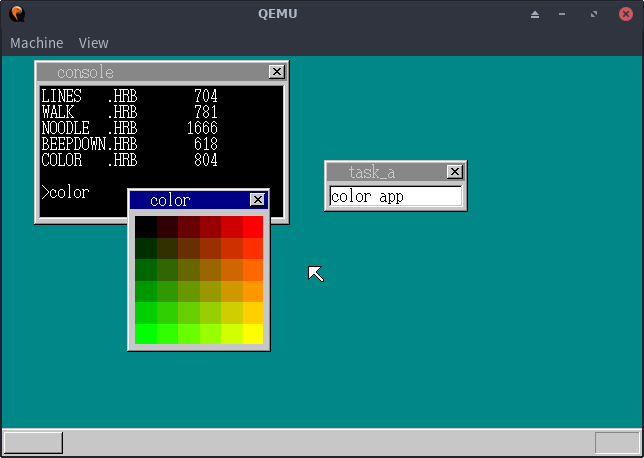 QEMU
Machine View
console
LINES .HRB 704
WALK .HRB 781
NOODLE .HRB 1666
BEEPDOWN.HRB 618
COLOR .HRB 804
>color
color
task_a
color app